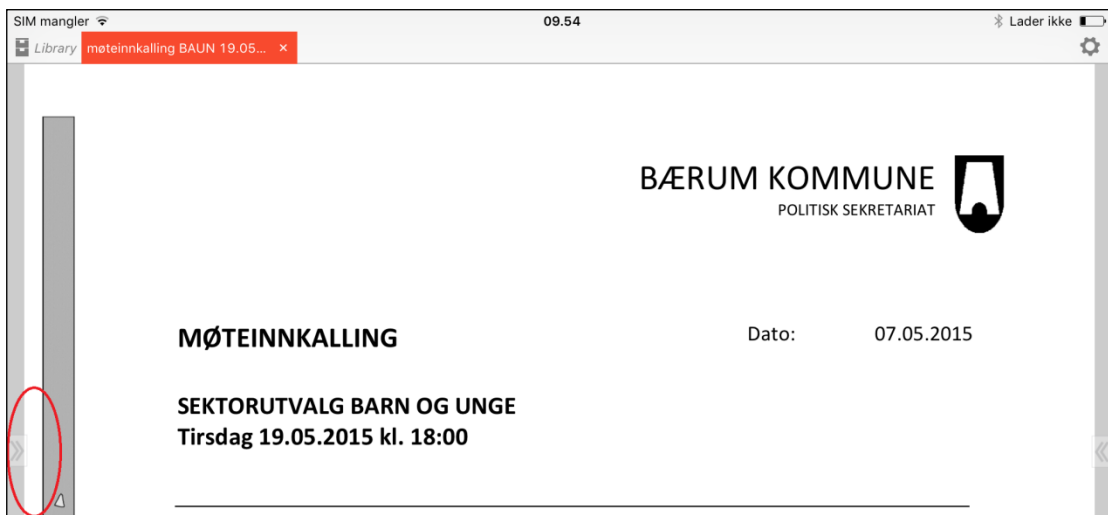 SIM mangler 09.54 Lader ikke
Library møteinnkalling BAUN 19.05... ×
BÆRUM KOMMUNE
POLITISK SEKRETARIAT
MØTEINNKALLING Dato: 07.05.2015
SEKTORUTVALG BARN OG UNGE
Tirsdag 19.05.2015 kl. 18:00